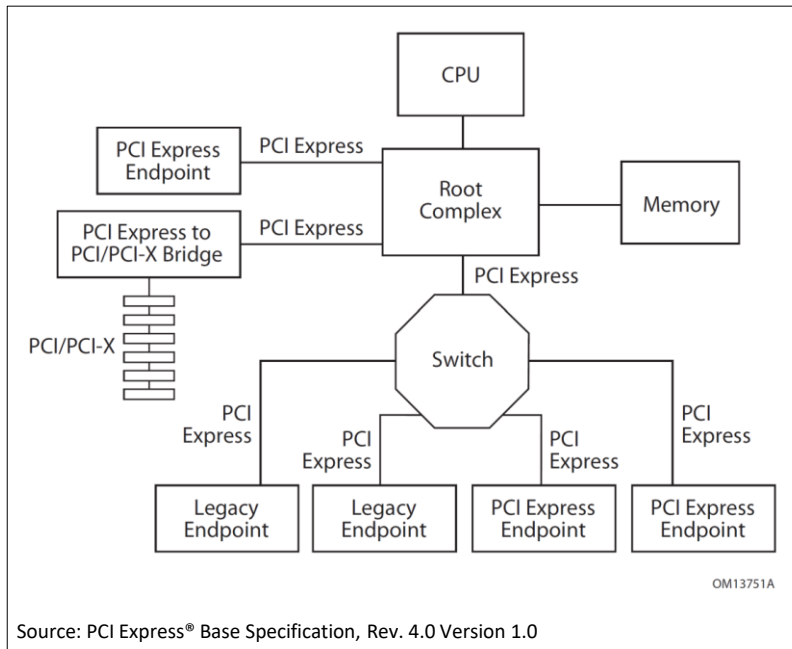 CPU
PCI Express
Endpoint
PCI Express
Root
Complex
Memory
PCI Express to
PCI/PCI-X Bridge
PCI Express
PCI Express
PCI/PCI-X
Switch
PCI
Express
PCI
Express
PCI
Express
PCI
Express
Legacy
Endpoint
Legacy
Endpoint
PCI Express
Endpoint
PCI Express
Endpoint
OM13751A
Source: PCI Express® Base Specification, Rev. 4.0 Version 1.0